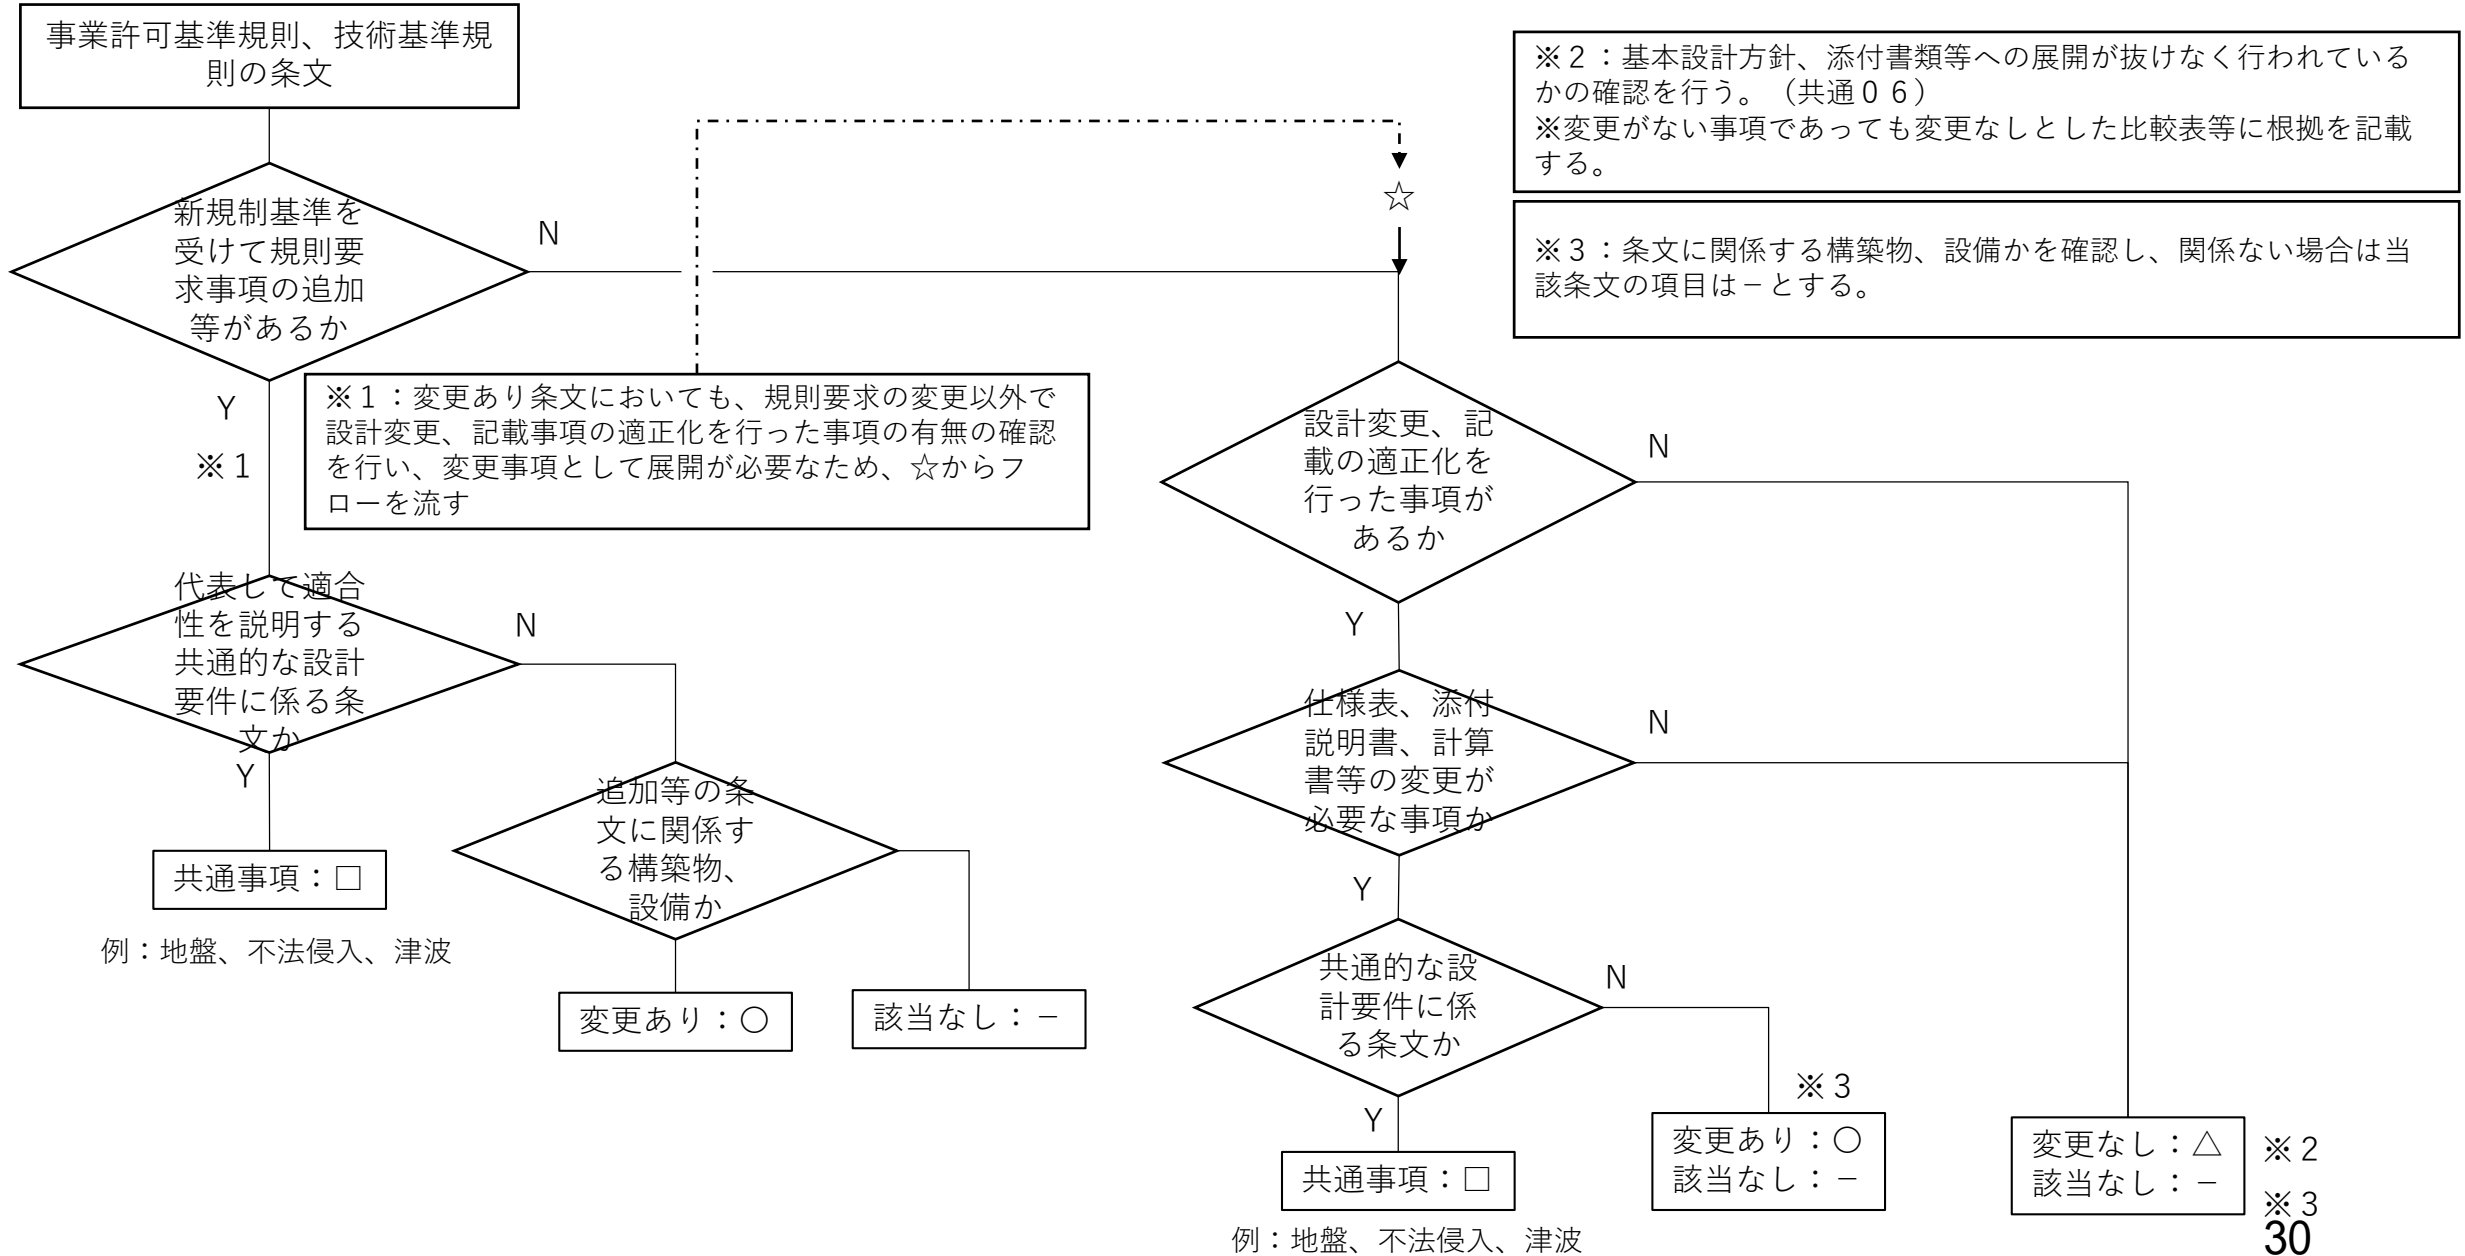 事業許可基準規則、技術基準規
則の条文
※２：基本設計方針、添付書類等への展開が抜けなく行われている
かの確認を行う。（共通０６）
※変更がない事項であっても変更なしとした比較表等に根拠を記載
する。
※３：条文に関係する構築物、設備かを確認し、関係ない場合は当
該条文の項目は－とする。
☆
新規制基準を
受けて規則要
求事項の追加
等があるか
N
Y
※１
※１：変更あり条文においても、規則要求の変更以外で
設計変更、記載事項の適正化を行った事項の有無の確認
を行い、変更事項として展開が必要なため、☆からフ
ローを流す
設計変更、記
載の適正化を
行った事項が
あるか
N
Y
代表して適合
性を説明する
共通的な設計
要件に係る条
文か
N
Y
仕様表、添付
説明書、計算
書等の変更が
必要な事項か
N
Y
追加等の条
文に関係す
る構築物、
設備か
共通事項：□
例：地盤、不法侵入、津波
変更あり：○
該当なし：－
共通的な設
計要件に係
る条文か
N
Y
※３
変更あり：○
該当なし：－
変更なし：△
該当なし：－
※２
※３
共通事項：□
例：地盤、不法侵入、津波
30